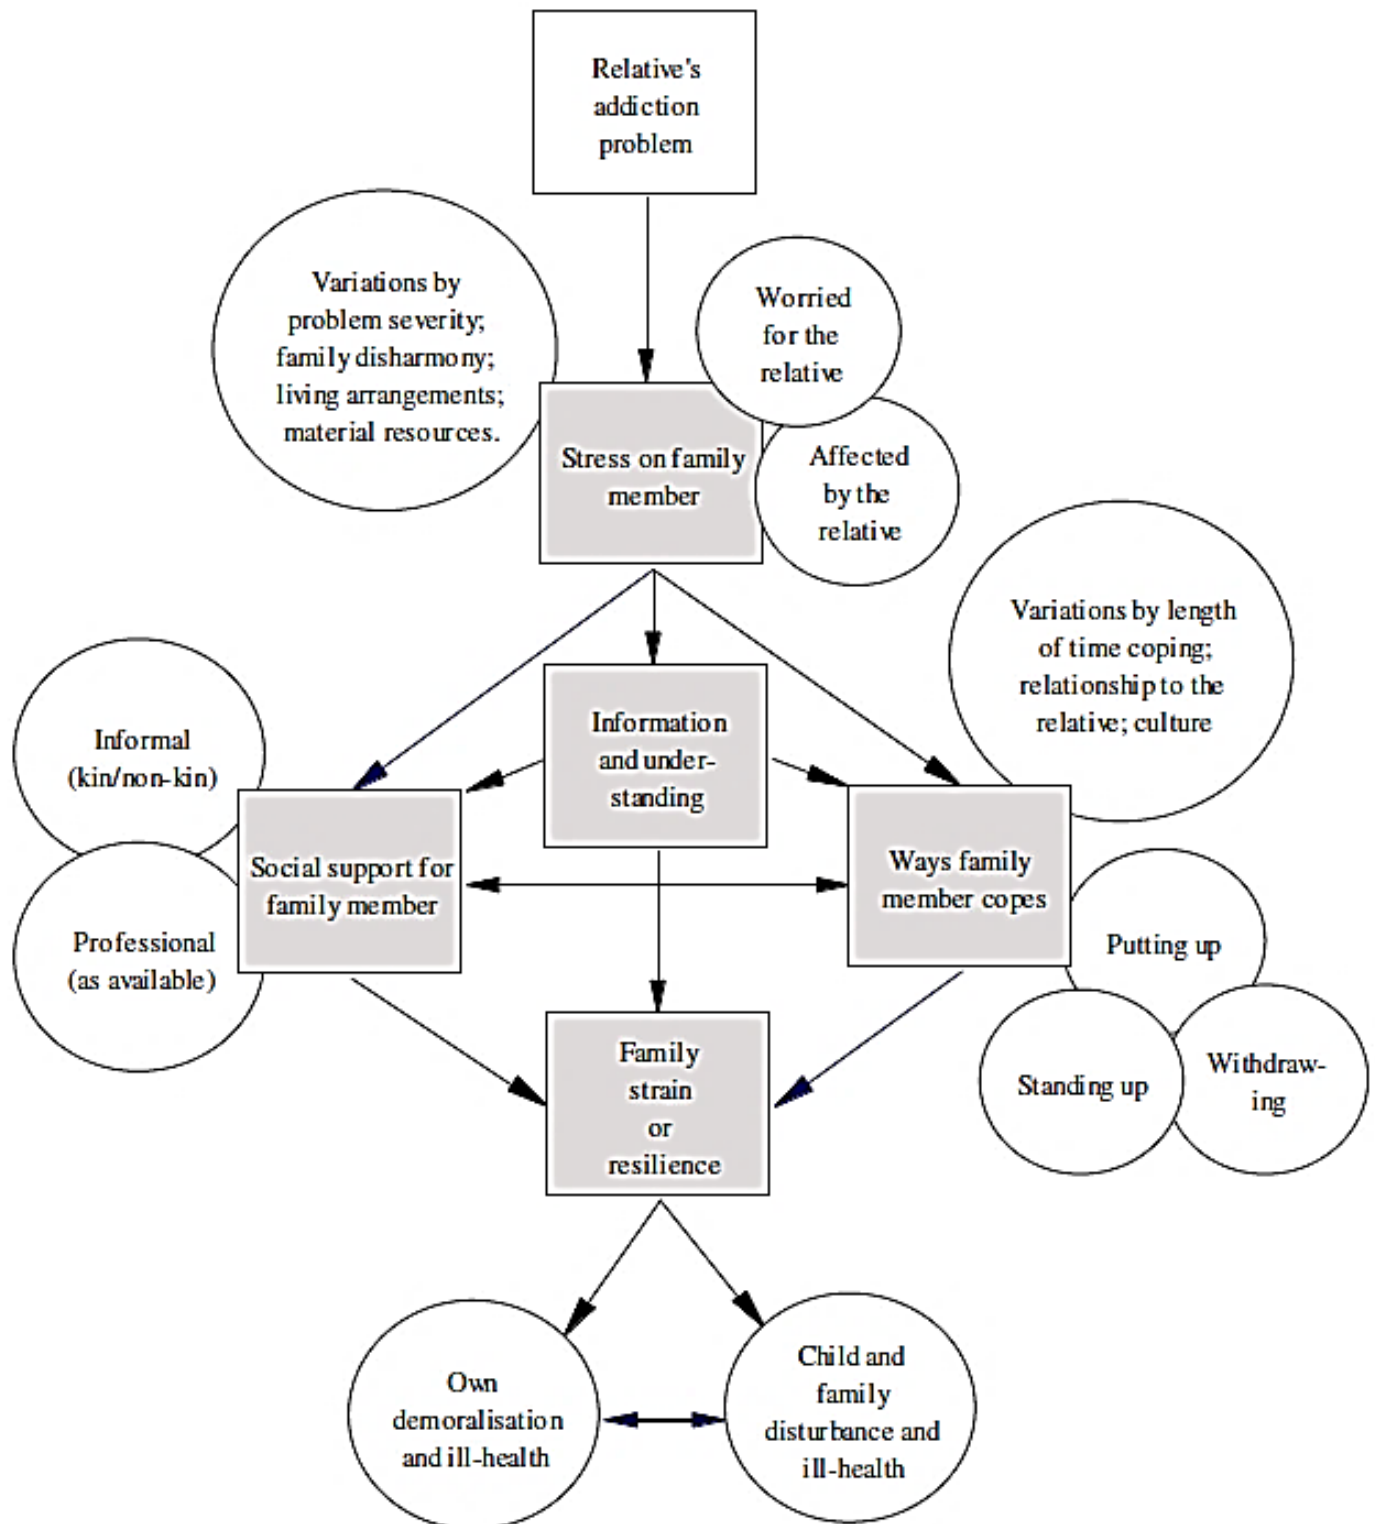 Relative's
addiction
problem
Variations by
problem severity;
family disharmony;
living arrangements;
material resources.
Worried
for the
relative
Stress on family
member
Affected
by the
relative
Variations by length
of time coping;
relationship to the
relative; culture
Informal
(kin/non-kin)
Information
and under-
standing
Social support for
family member
Ways family
member copes
Professional
(as available)
Putting up
Family
strain
or
resilience
Standing up
Withdraw-
ing
Own
demoralisation
and ill-health
Child and
family
disturbance and
ill-health